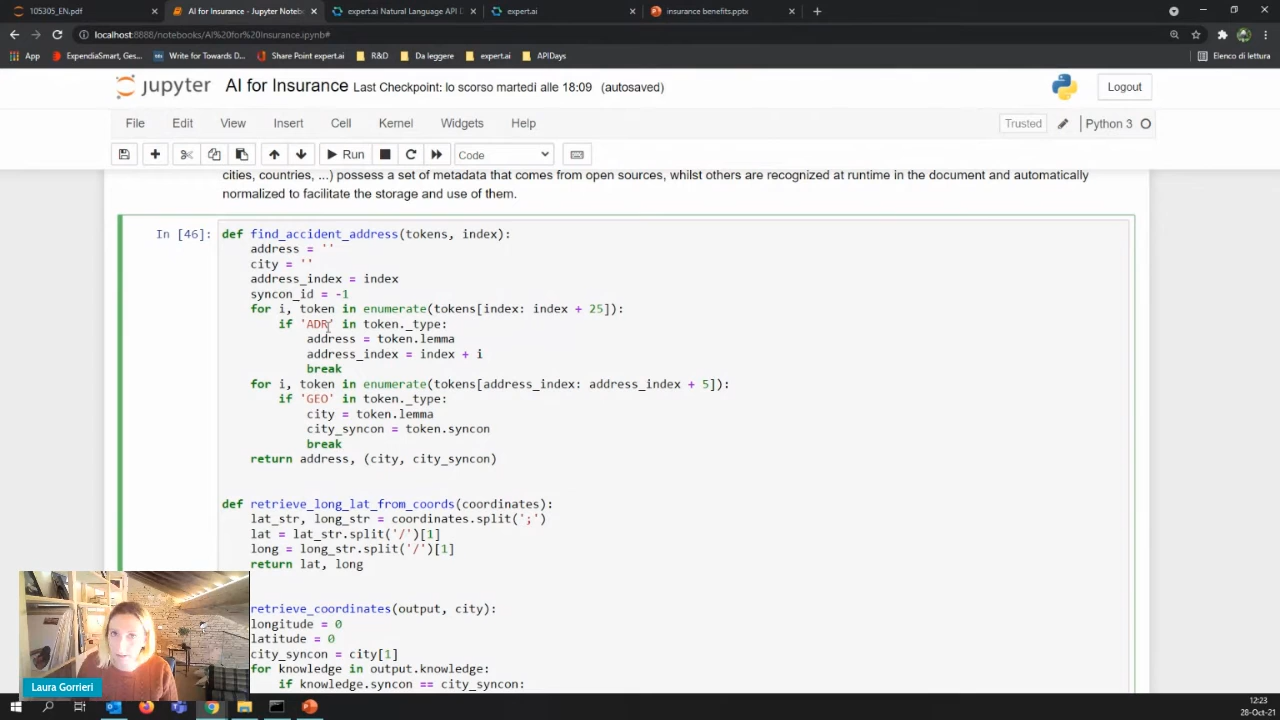 105305_EN.pdf
AI for Insurance - Jupyter Notebo
expert.ai Natural Language API D
expert.ai
insurance benefits.pptx
localhost:8888/notebooks/AI%20for%20Insurance.ipynb#
App
ExpendiaSmart, Ges...
Write for Towards D...
Share Point expert.ai
R&D
Da leggere
expert.ai
APIDays
Elenco di lettura
jupyter
AI for Insurance Last Checkpoint: lo scorso martedì alle 18:09 (autosaved)
Logout
File Edit View Insert Cell Kernel Widgets Help
Trusted
Python 3
Run
Code
cities, countries, ...) possess a set of metadata that comes from open sources, whilst others are recognized at runtime in the document and automatically
normalized to facilitate the storage and use of them.
In [46]:
def find_accident_address(tokens, index):
address = ''
city = ''
address_index = index
syncon_id = -1
for i, token in enumerate(tokens[index: index + 25]):
if 'ADR' in token._type:
address = token.lemma
address_index = index + i
break
for i, token in enumerate(tokens[address_index: address_index + 5]):
if 'GEO' in token._type:
city = token.lemma
city_syncon = token.syncon
break
return address, (city, city_syncon)
def retrieve_long_lat_from_coords(coordinates):
lat_str, long_str = coordinates.split(';')
lat = lat_str.split('/')[1]
long = long_str.split('/')[1]
return lat, long
retrieve_coordinates(output, city):
longitude = 0
latitude = 0
city_syncon = city[1]
for knowledge in output.knowledge:
if knowledge.syncon == city_syncon:
Laura Gorrieri
12:23
28-Oct-21